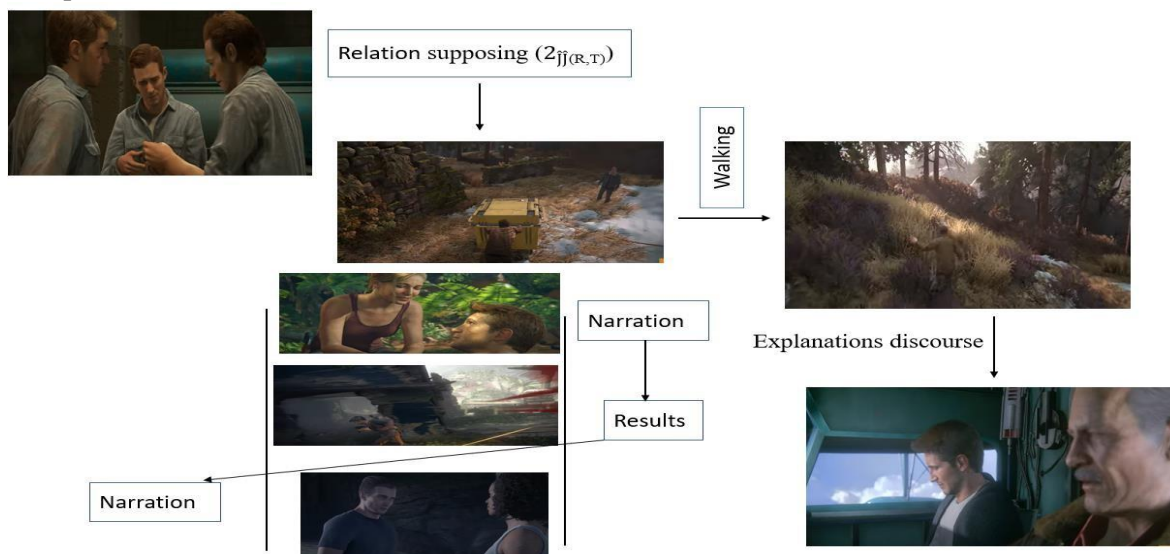 Relation supposing (2ĵĵ(R,T))
Walking
Narration
Explanations discourse
Results
Narration